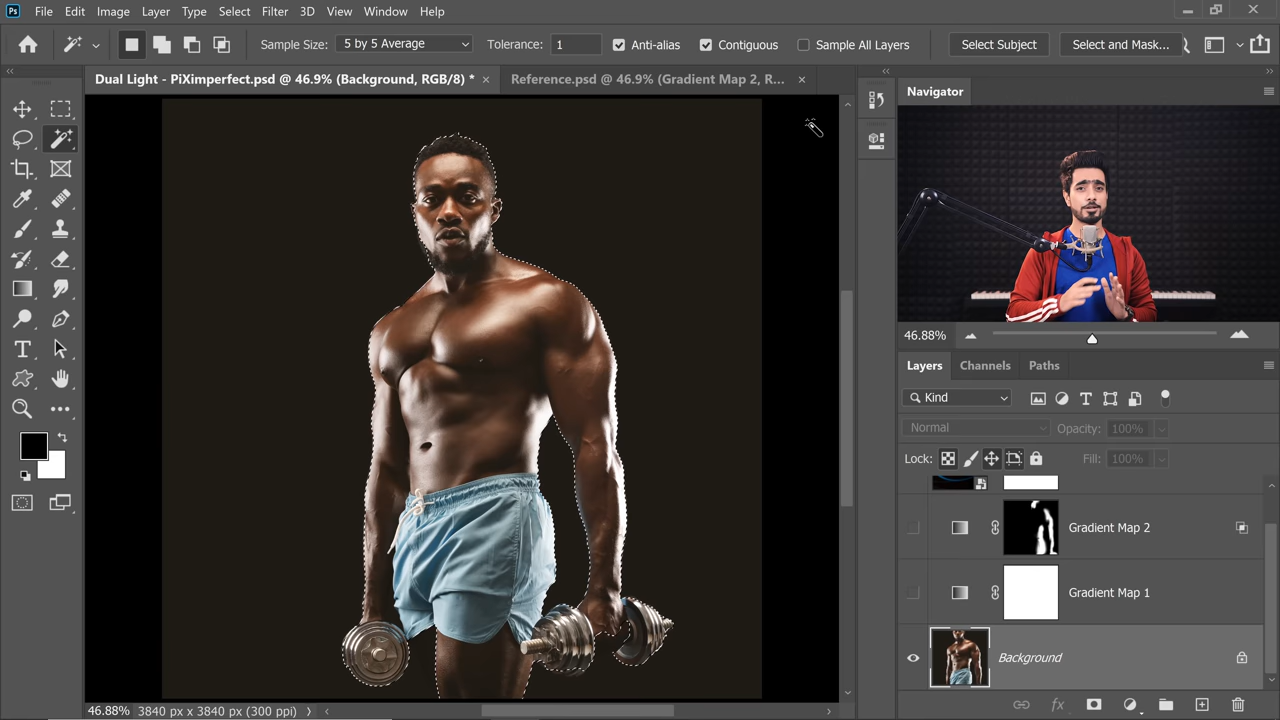 Ps File Edit Image Layer Type Select Filter 3D View Window Help
Sample Size: 5 by 5 Average Tolerance: 1 Anti-alias Contiguous Sample All Layers Select Subject Select and Mask...
Dual Light - PiXimperfect.psd @ 46.9% (Background, RGB/8) * × Reference.psd @ 46.9% (Gradient Map 2, R... ×
Navigator
46.88%
Layers Channels Paths
Kind
Normal Opacity: 100%
Lock: Fill: 100%
Gradient Map 2
Gradient Map 1
Background
46.88% 3840 px x 3840 px (300 ppi)
fx